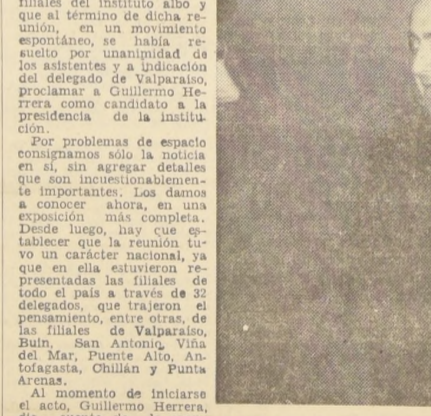 filiales del instituto albo y
que al término de dicha re-
unión, en un movimiento
espontáneo, se había re-
suelto por unanimidad de
los asistentes y a indicación
del delegado de Valparaíso,
proclamar a Guillermo He-
rrera como candidato a la
presidencia de la institu-
ción.
Por problemas de espacio
consignamos sólo la noticia
en sí, sin agregar detalles
que son incuestionablemen-
te importantes. Los damos
a conocer ahora, en una
exposición más completa.
Desde luego, hay que es-
tablecer que la reunión tu-
vo un carácter nacional, ya
que en ella estuvieron re-
presentadas las filiales de
todo el país a través de 32
delegados, que trajeron el
pensamiento, entre otras, de
las filiales de Valparaíso,
Buin, San Antonio, Viña
del Mar, Puente Alto, An-
tofagasta, Chillán y Punta
Arenas.
Al momento de iniciarse
el acto, Guillermo Herrera,